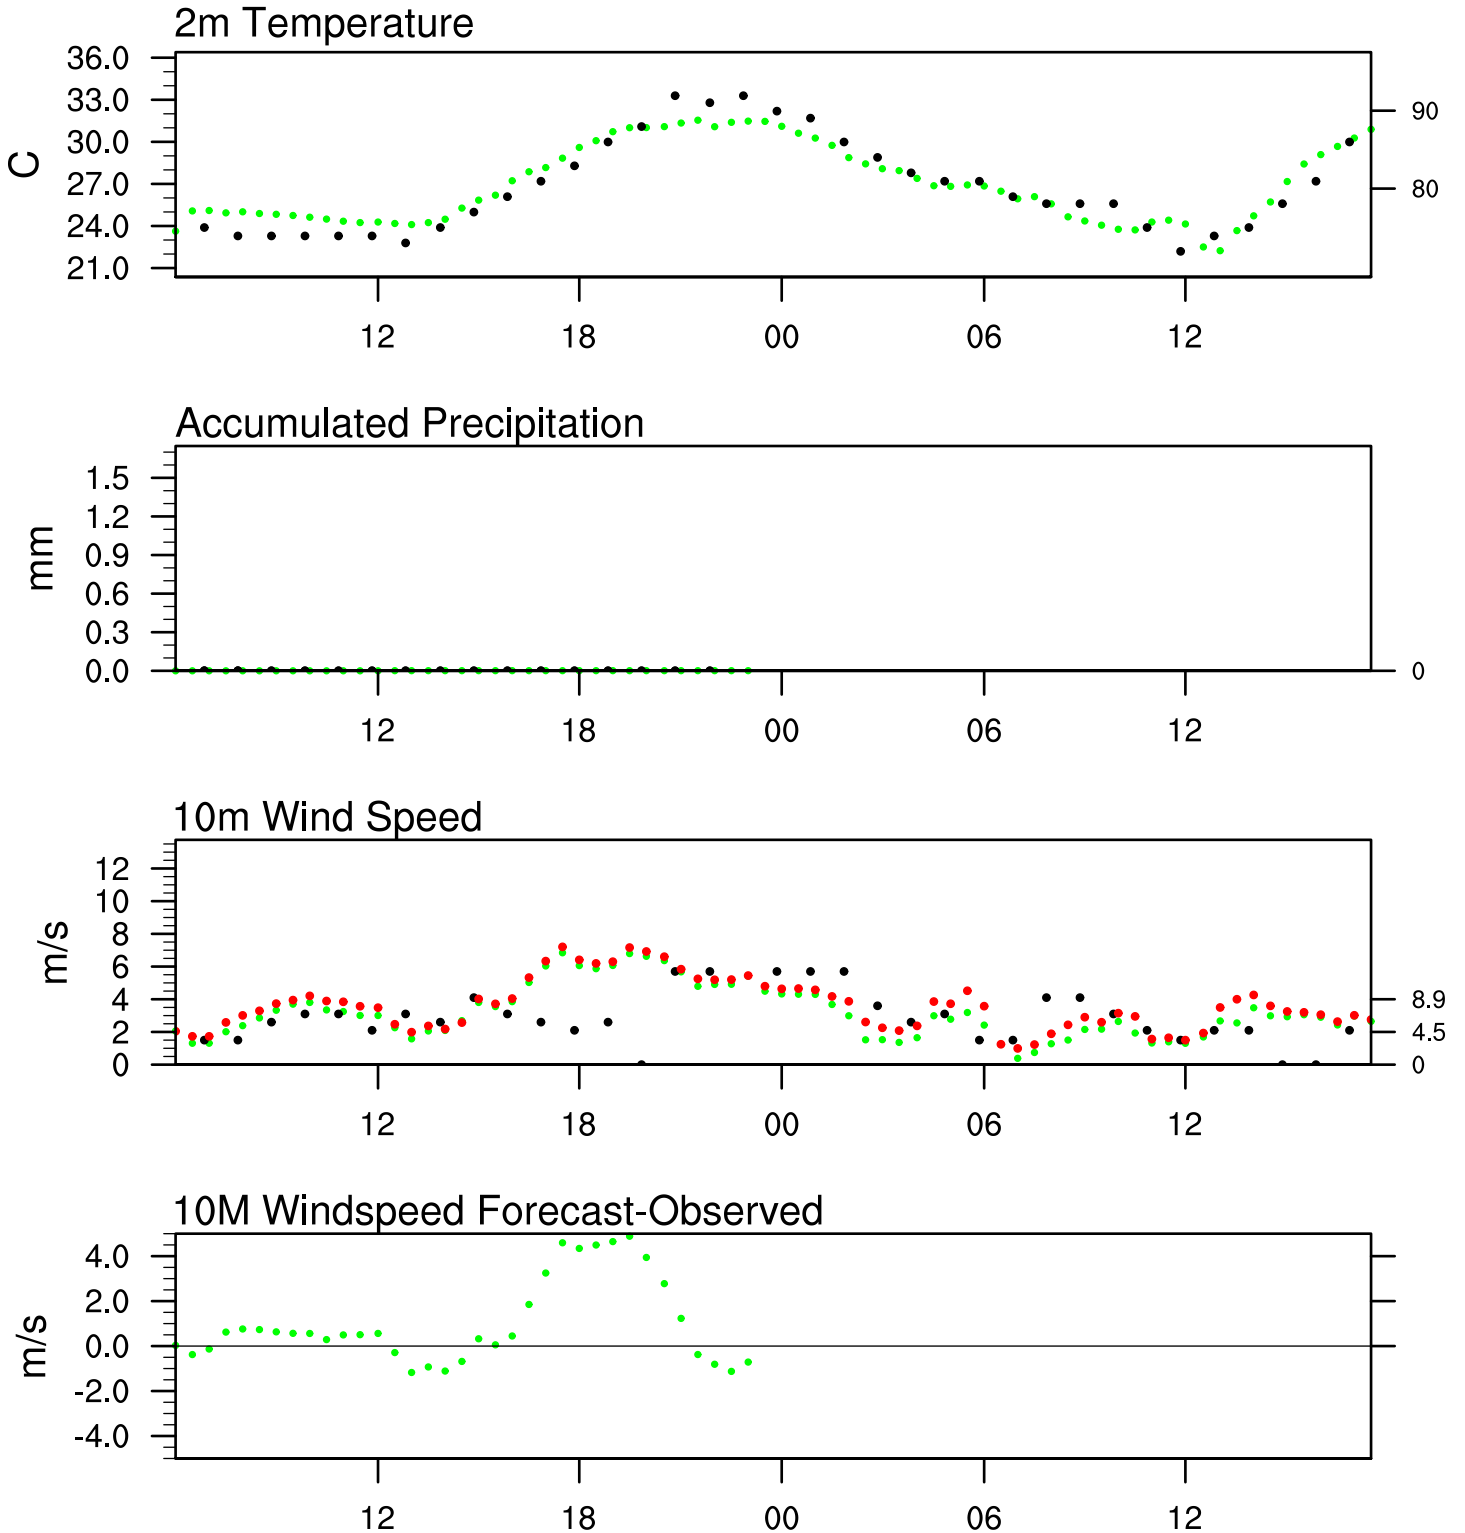 2m Temperature
36.0
33.0
30.0
27.0
24.0
21.0
C
90
80
12 18 00 06 12
Accumulated Precipitation
1.5
1.2
0.9
0.6
0.3
0.0
mm
0
12 18 00 06 12
10m Wind Speed
12
10
8
6
4
2
0
m/s
8.9
4.5
0
12 18 00 06 12
10M Windspeed Forecast-Observed
4.0
2.0
0.0
-2.0
-4.0
m/s
12 18 00 06 12